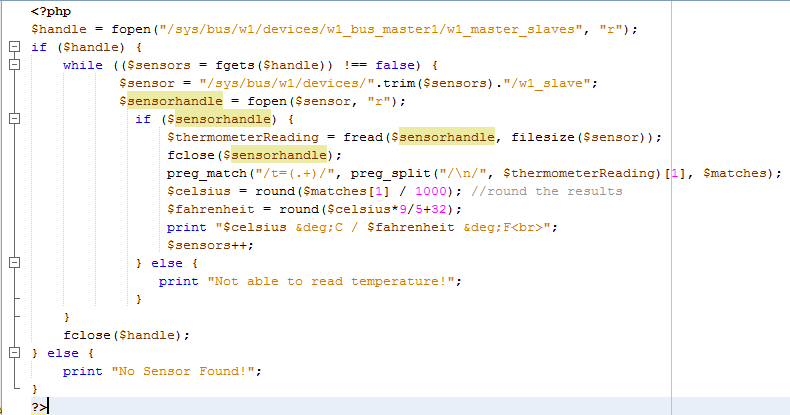 <?php
$handle = fopen("/sys/bus/w1/devices/w1_bus_master1/w1_master_slaves", "r");
if ($handle) {
    while (($sensors = fgets($handle)) !== false) {
           $sensor = "/sys/bus/w1/devices/".trim($sensors)."/w1_slave";
           $sensorhandle = fopen($sensor, "r");
             if ($sensorhandle) {
                 $thermometerReading = fread($sensorhandle, filesize($sensor));
                 fclose($sensorhandle);
                 preg_match("/t=(.+)/", preg_split("/\n/", $thermometerReading)[1], $matches);
                 $celsius = round($matches[1] / 1000); //round the results
                 $fahrenheit = round($celsius*9/5+32);
                 print "$celsius &deg;C / $fahrenheit &deg;F<br>";
                 $sensors++;
             } else {
                print "Not able to read temperature!";
             }
    }
    fclose($handle);
} else {
    print "No Sensor Found!";
}
?>